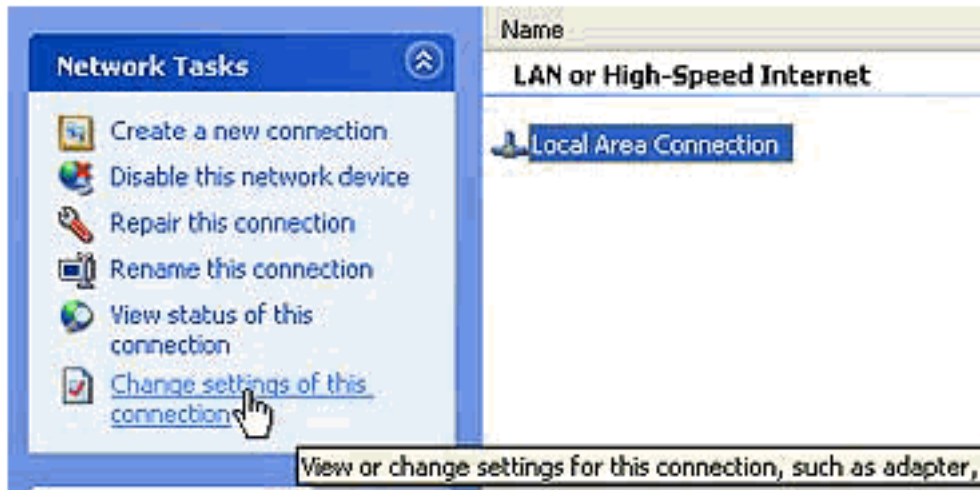 Network Tasks
Create a new connection
Disable this network device
Repair this connection
Rename this connection
View status of this
connection
Change settings of this
connection
View or change settings for this connection, such as adapter,
Name
LAN or High-Speed Internet
Local Area Connection